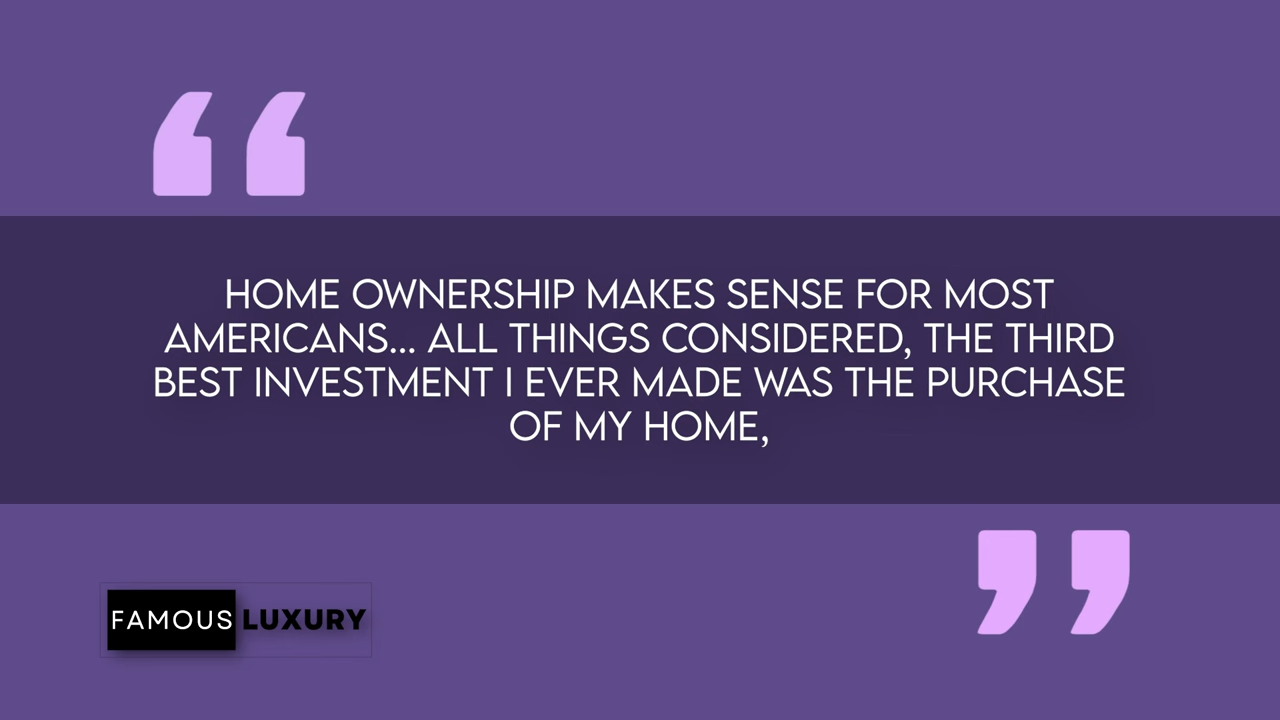 “
HOME OWNERSHIP MAKES SENSE FOR MOST
AMERICANS... ALL THINGS CONSIDERED, THE THIRD
BEST INVESTMENT I EVER MADE WAS THE PURCHASE
OF MY HOME,
”
FAMOUS LUXURY